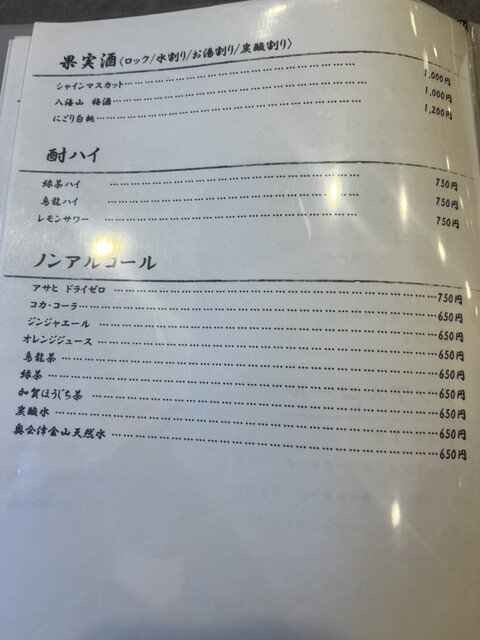 果実酒〈ロック/水割り/お湯割り/炭酸割り〉
シャインマスカット………………………………………………… 1,000円
八海山 梅酒………………………………………………… 1,000円
にごり白桃………………………………………………… 1,200円
酎ハイ
緑茶ハイ ………………………………………………… 750円
烏龍ハイ ………………………………………………… 750円
レモンサワー ………………………………………………… 750円
ノンアルコール
アサヒ ドライゼロ …………………………………………………750円
コカ・コーラ…………………………………………………650円
ジンジャエール …………………………………………………650円
オレンジジュース …………………………………………………650円
烏龍茶 …………………………………………………650円
緑茶 …………………………………………………650円
加賀ほうじち茶 …………………………………………………650円
炭酸水 …………………………………………………650円
奥会津金山天然水 …………………………………………………650円